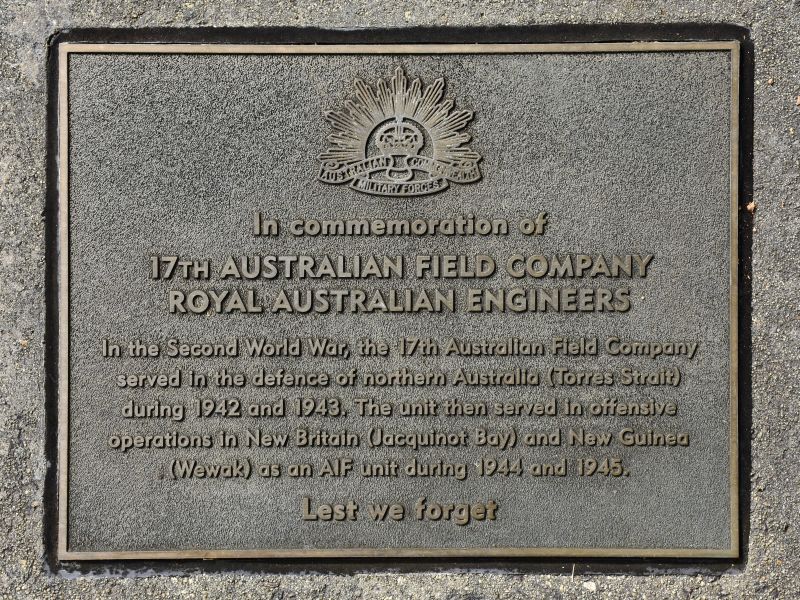 AUSTRALIAN COMMONWEALTH
MILITARY FORCES
In commemoration of
17TH AUSTRALIAN FIELD COMPANY
ROYAL AUSTRALIAN ENGINEERS
In the Second World War, the 17th Australian Field Company
served in the defence of northern Australia (Torres Strait)
during 1942 and 1943. The unit then served in offensive
operations in New Britain (Jacquinot Bay) and New Guinea
(Wewak) as an AIF unit during 1944 and 1945.
Lest we forget